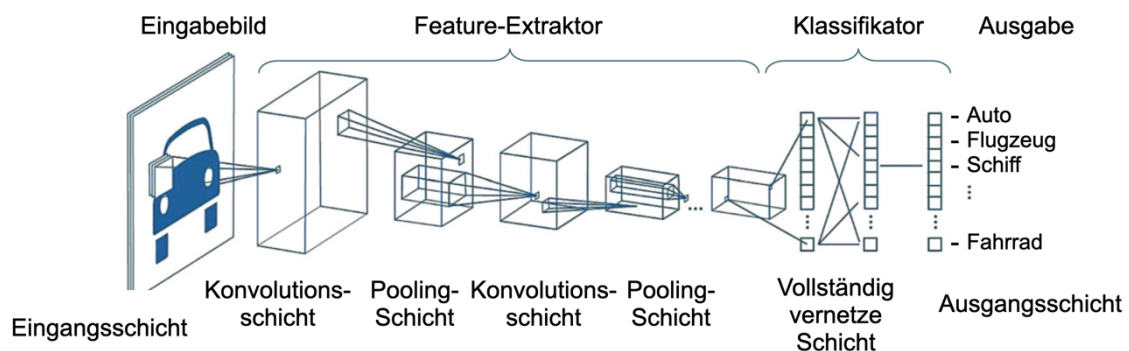 Eingabebild
Feature-Extraktor
Klassifikator
Ausgabe
- Auto
- Flugzeug
- Schiff
- Fahrrad
Eingangsschicht
Konvolutions-
schicht
Pooling-
Schicht
Konvolutions-
schicht
Pooling-
Schicht
Vollständig
vernetze
Schicht
Ausgangsschicht